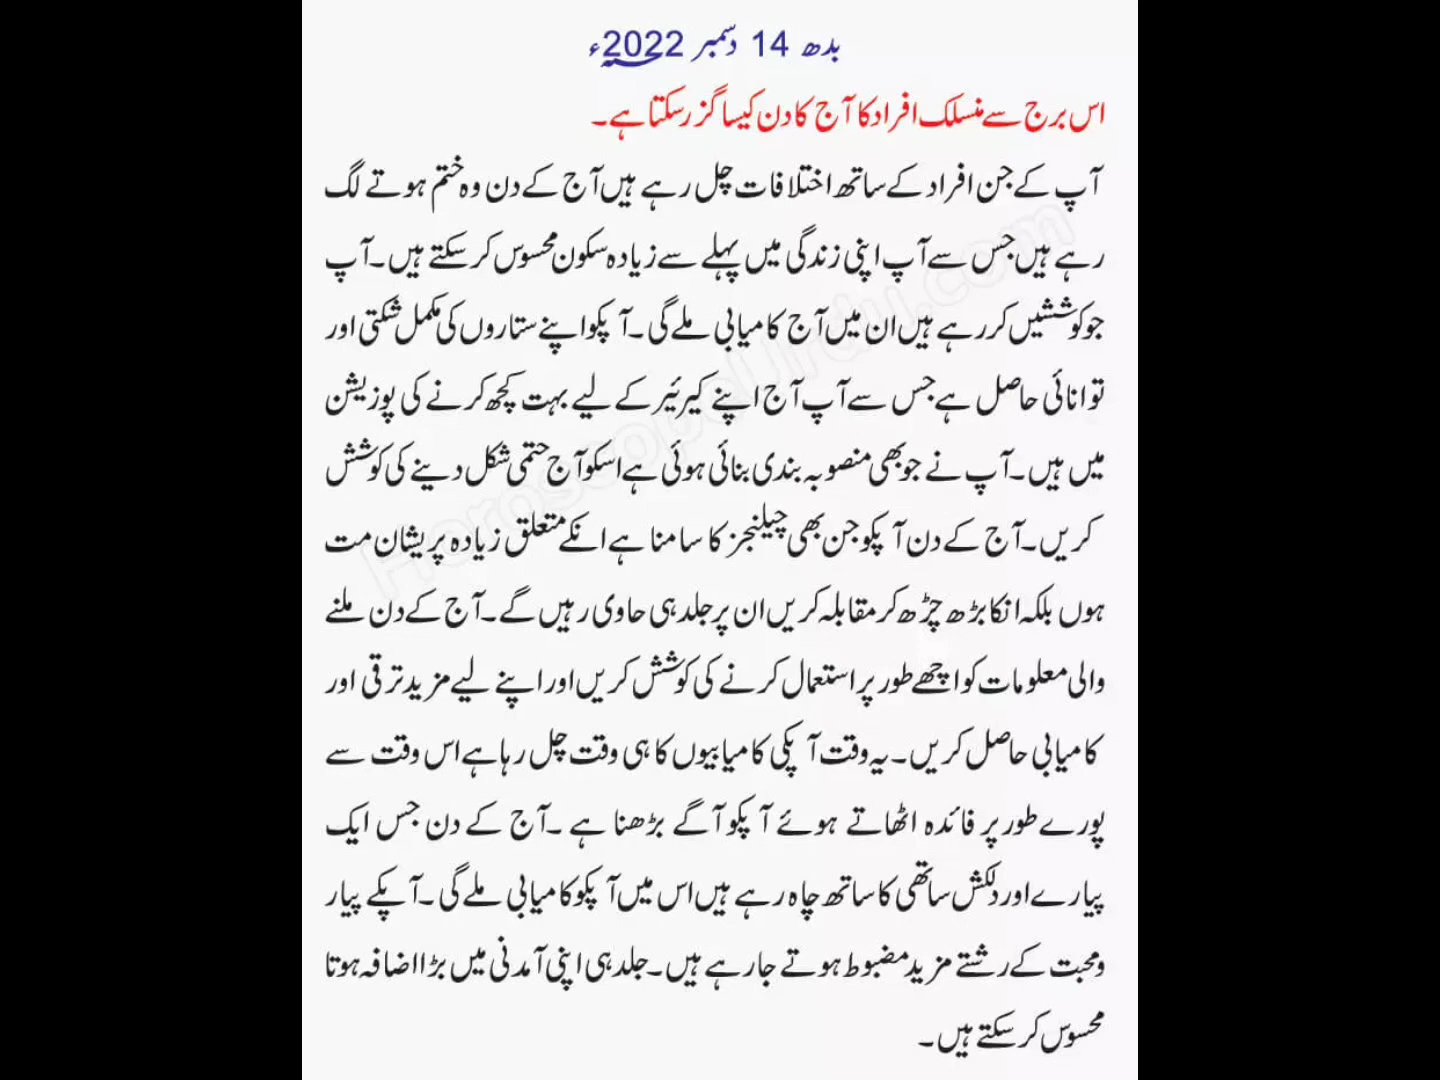 بدھ 14 دسمبر 2022ء
اس برج سے منسلک افراد کا آج کا دن کیسا گزر سکتا ہے۔
آپ کے جن افراد کے ساتھ اختلافات چل رہے ہیں آج کے دن وہ ختم ہوتے لگ
رہے ہیں جس سے آپ اپنی زندگی میں پہلے سے زیادہ سکون محسوس کر سکتے ہیں۔ آپ
جو کوششیں کر رہے ہیں ان میں آج کامیابی ملے گی۔ آپکو اپنے ستاروں کی مکمل شکتی اور
توانائی حاصل ہے جس سے آپ آج اپنے کیرئیر کے لیے بہت کچھ کرنے کی پوزیشن
میں ہیں۔ آپ نے جو بھی منصوبہ بندی بنائی ہوئی ہے اسکو آج حتمی شکل دینے کی کوشش
کریں۔ آج کے دن آپکو جن بھی چیلنجز کا سامنا ہے انکے متعلق زیادہ پریشان مت
ہوں بلکہ انکا بڑھ چڑھ کر مقابلہ کریں ان پر جلد ہی حاوی رہیں گے۔ آج کے دن ملنے
والی معلومات کو اچھے طور پر استعمال کرنے کی کوشش کریں اور اپنے لیے مزید ترقی اور
کامیابی حاصل کریں۔ یہ وقت آپکی کامیابیوں کا ہی وقت چل رہا ہے اس وقت سے
پورے طور پر فائدہ اٹھاتے ہوئے آپکو آگے بڑھنا ہے۔ آج کے دن جس ایک
پیارے اور دلکش ساتھی کا ساتھ چاہ رہے ہیں اس میں آپکو کامیابی ملے گی۔ آپکے پیار
و محبت کے رشتے مزید مضبوط ہوتے جا رہے ہیں۔ جلد ہی اپنی آمدنی میں بڑا اضافہ ہوتا
محسوس کر سکتے ہیں۔
HoroscopeUrdu.com